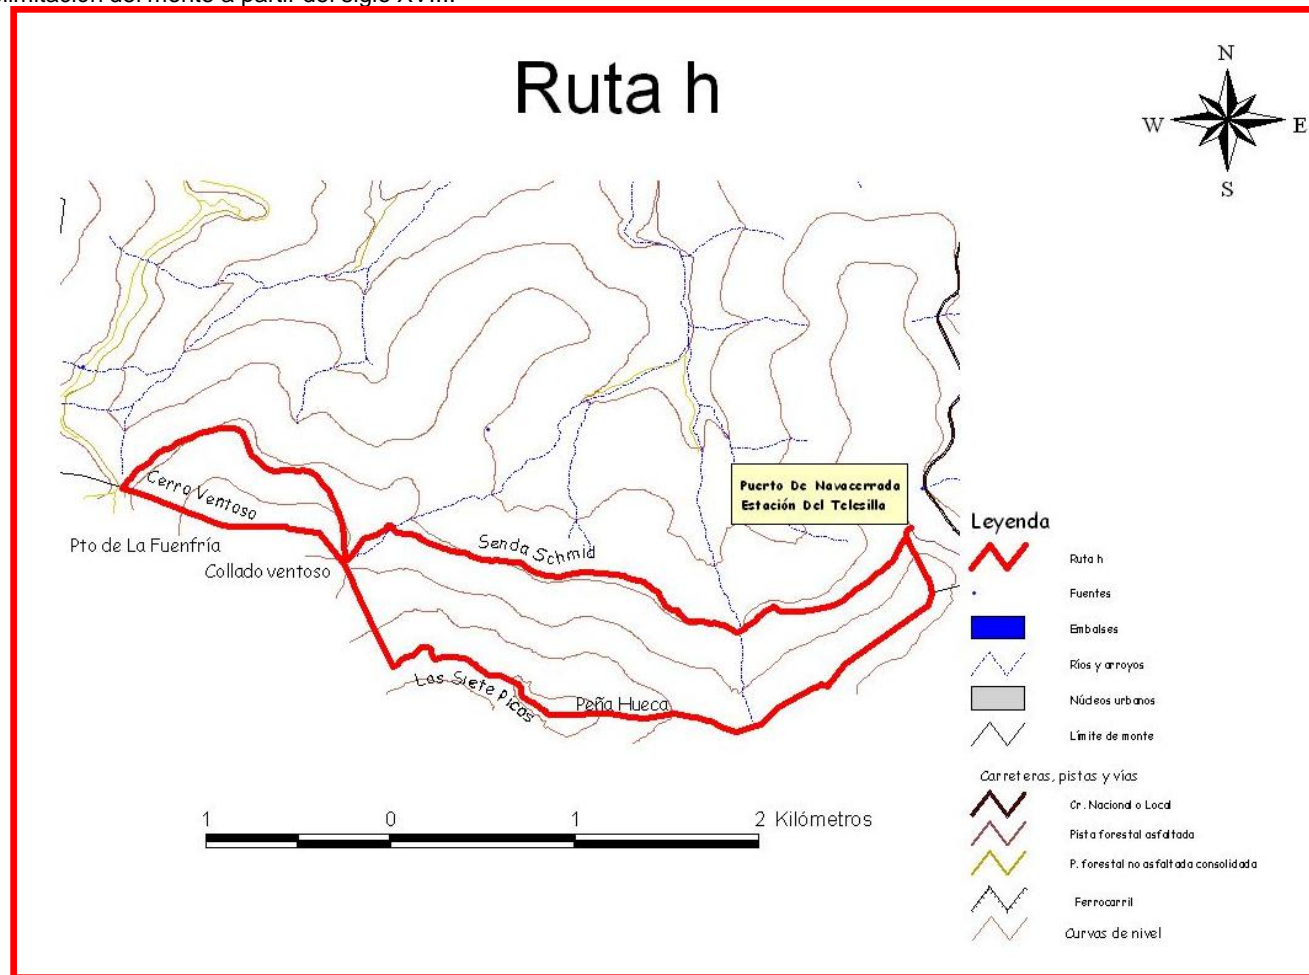 Ruta h
N
W E
S
Cerro Ventoso
Pto de La Fuenfría
Collado ventoso
Senda Schmid
Puerto De Navacerrada
Estación Del Telesilla
Los Siete picos
Peña Hueca
Leyenda
Ruta h
Fuentes
Embalses
Ríos y arroyos
Núcleos urbanos
Límite de monte
Carreteras, pistas y vías
Cr. Nacional o Local
Pista forestal asfaltada
P. forestal no asfaltada consolidada
Ferrocarril
Curvas de nivel
1 0 1 2 Kilómetros